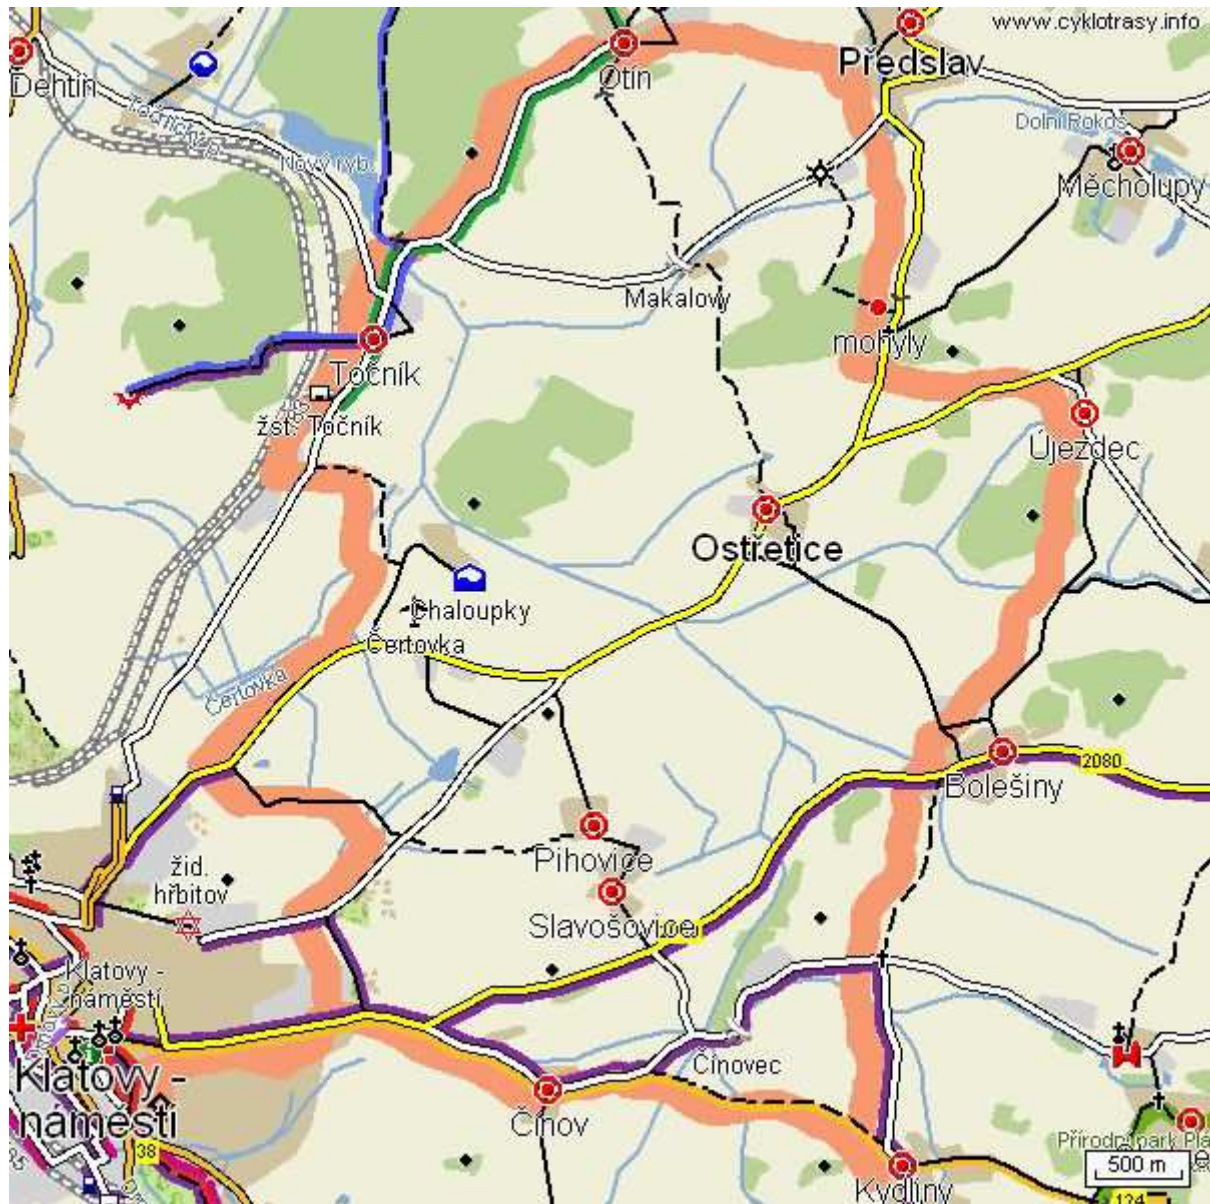 www.cyklotrasy.info
Dehtín
Otín
Předslav
Točnický p.
Nový ryb.
Dolní Rokos
Měcholupy
Makalovy
mohyly
Točník
žst. Točník
Újezdec
Ostřetice
Chaloupky
Čertovka
Čertovka
Bolešiny
2080
Pihovice
Slavošovice
žid.
hřbitov
Klatovy -
náměstí
Klatovy -
náměstí
Čínovec
Čínov
38
Přírodní park Plá
500 m
Kydliny
124